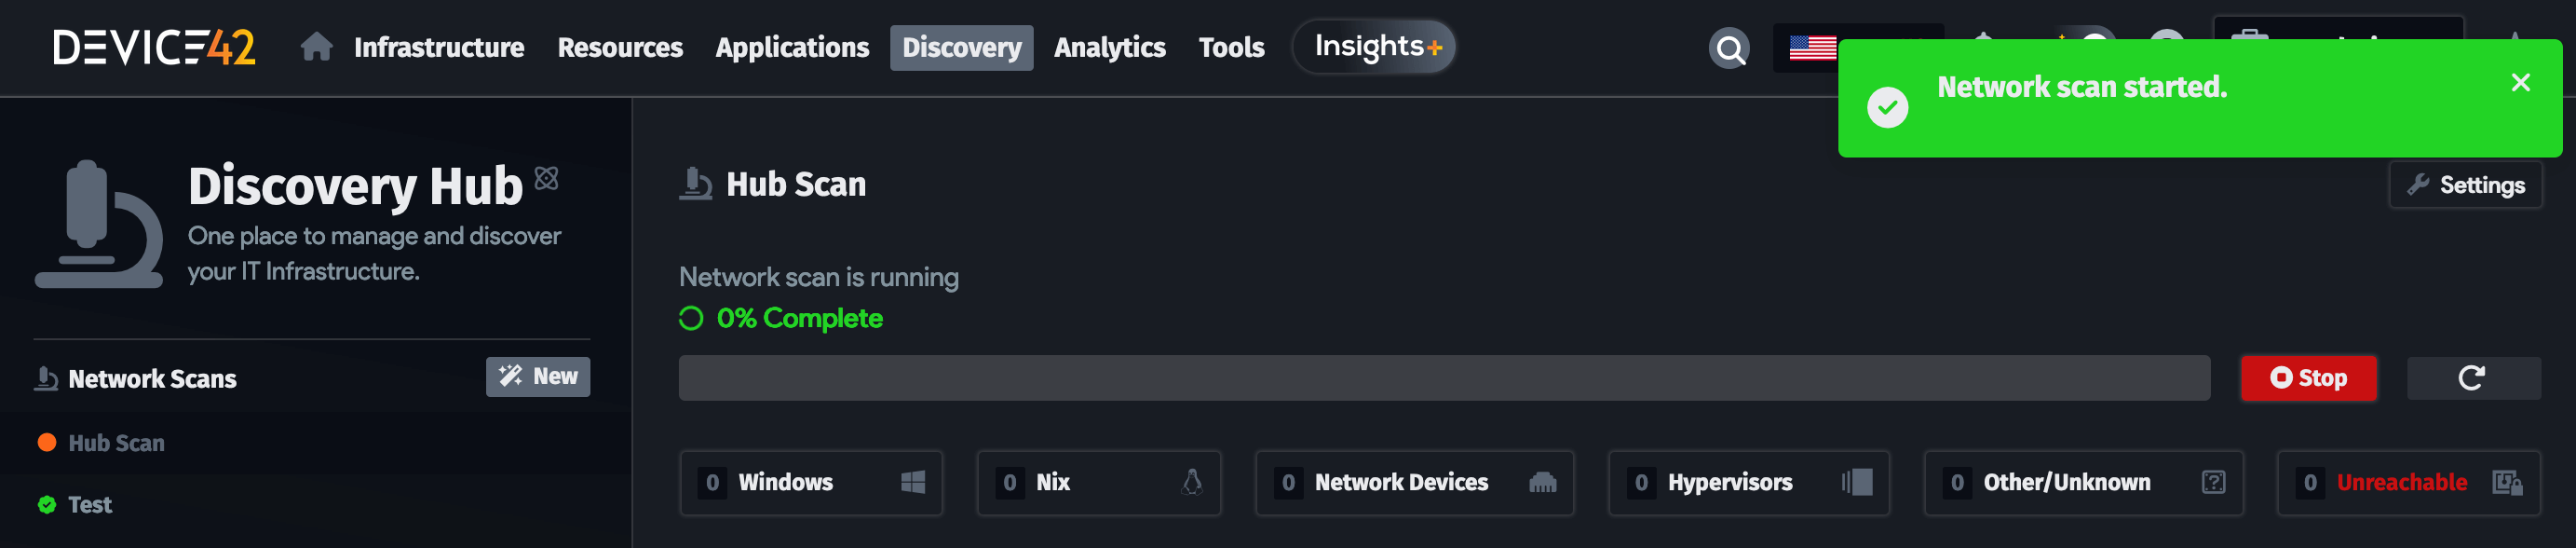 DEVICE42
Infrastructure
Resources
Applications
Discovery
Analytics
Tools
Insights+
Network scan started.
Discovery Hub
One place to manage and discover
your IT Infrastructure.
Network Scans
New
Hub Scan
Test
Hub Scan
Settings
Network scan is running
0% Complete
Stop
0 Windows
0 Nix
0 Network Devices
0 Hypervisors
0 Other/Unknown
0 Unreachable